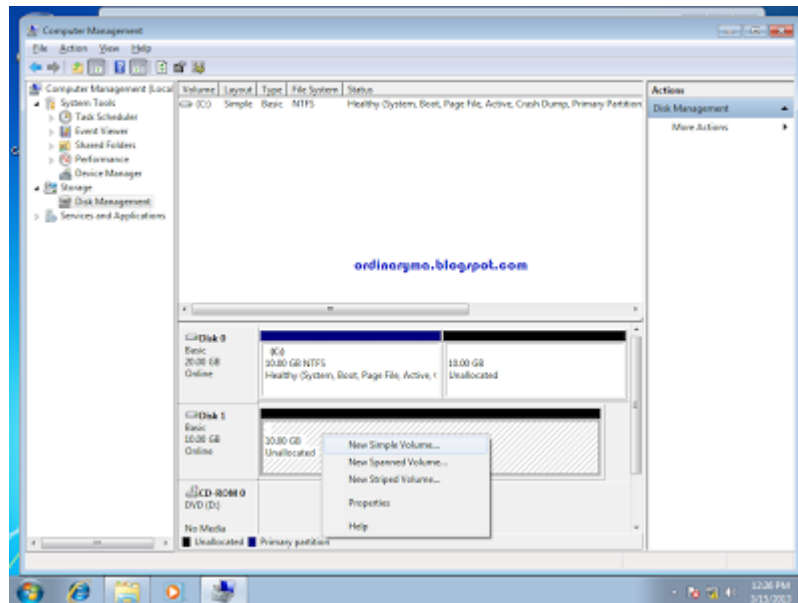 Computer Management
File Action View Help
Computer Management (Local
System Tools
Task Scheduler
Event Viewer
Shared Folders
Performance
Device Manager
Storage
Disk Management
Services and Applications
Volume Layout Type File System Status
(C:) Simple Basic NTFS Healthy (System, Boot, Page File, Active, Crash Dump, Primary Partition
Actions
Disk Management
More Actions
ordinaryma.blogspot.com
Disk 0
Basic
20.00 GB
Online
(C:)
10.00 GB NTFS
Healthy (System, Boot, Page File, Active, (
10.00 GB
Unallocated
Disk 1
Basic
10.00 GB
Online
10.00 GB
Unallocated
New Simple Volume...
New Spanned Volume...
New Striped Volume...
Properties
Help
CD-ROM 0
DVD (D:)
No Media
Unallocated Primary partition
12:26 PM
3/13/2013